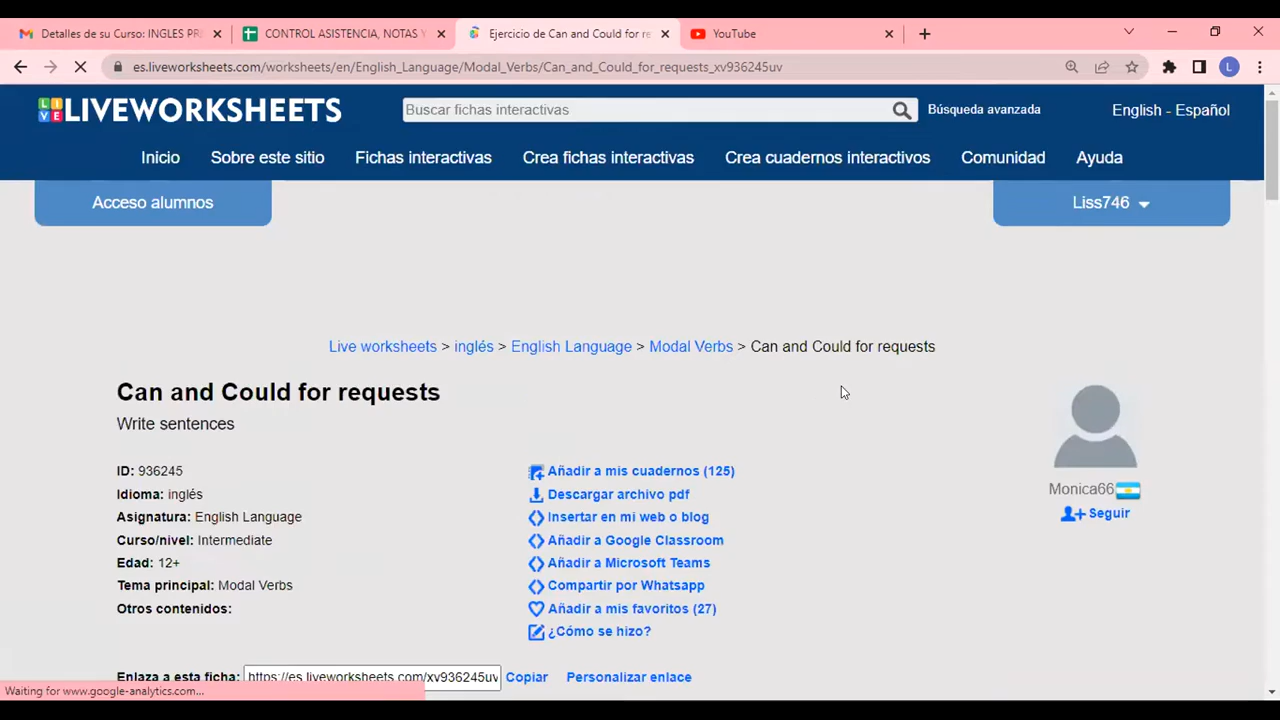 Detalles de su Curso: INGLES PR
CONTROL ASISTENCIA, NOTAS Y
Ejercicio de Can and Could for re
YouTube
es.liveworksheets.com/worksheets/en/English_Language/Modal_Verbs/Can_and_Could_for_requests_xv936245uv
L
LIVEWORKSHEETS
Buscar fichas interactivas
Búsqueda avanzada
English - Español
Inicio
Sobre este sitio
Fichas interactivas
Crea fichas interactivas
Crea cuadernos interactivos
Comunidad
Ayuda
Acceso alumnos
Liss746
Live worksheets > inglés > English Language > Modal Verbs > Can and Could for requests
Can and Could for requests
Write sentences
ID: 936245
Idioma: inglés
Asignatura: English Language
Curso/nivel: Intermediate
Edad: 12+
Tema principal: Modal Verbs
Otros contenidos:
Añadir a mis cuadernos (125)
Descargar archivo pdf
Insertar en mi web o blog
Añadir a Google Classroom
Añadir a Microsoft Teams
Compartir por Whatsapp
Añadir a mis favoritos (27)
¿Cómo se hizo?
Monica66
Seguir
Enlaza a esta ficha: https://es.liveworksheets.com/xv936245uv Copiar Personalizar enlace
Waiting for www.google-analytics.com...